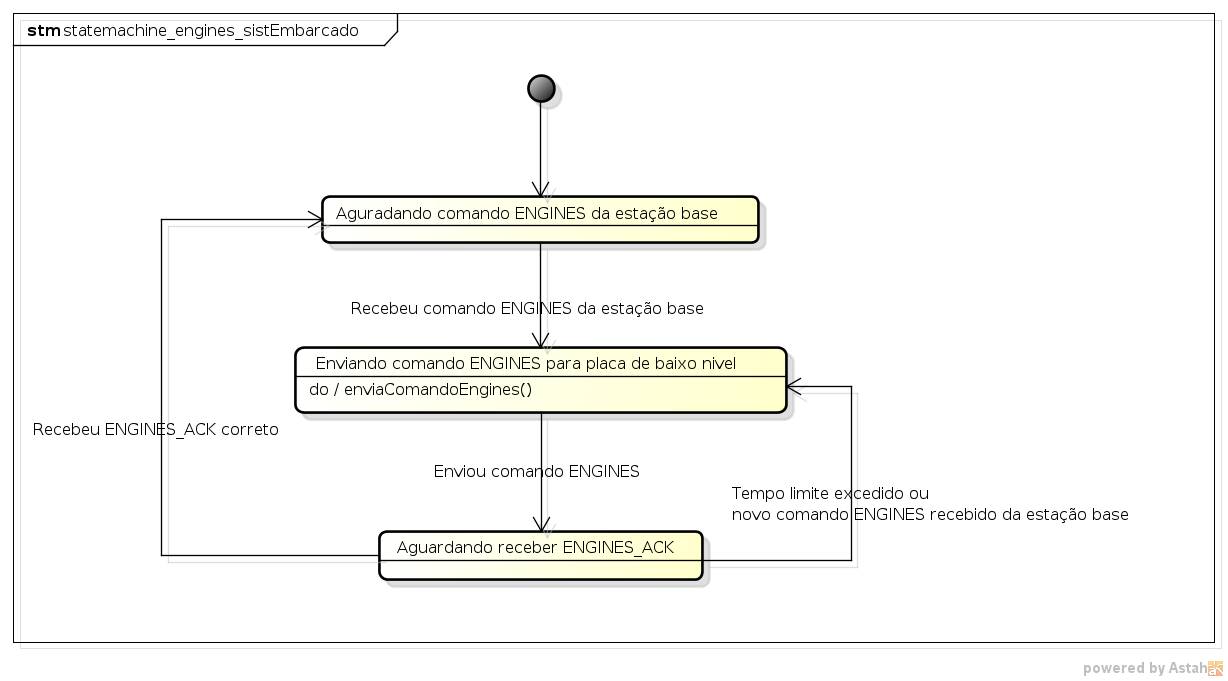 stm statemachine_engines_sistEmbarcado
Aguradando comando ENGINES da estação base
Recebeu comando ENGINES da estação base
Enviando comando ENGINES para placa de baixo nivel
do / enviaComandoEngines()
Recebeu ENGINES_ACK correto
Enviou comando ENGINES
Tempo limite excedido ou
novo comando ENGINES recebido da estação base
Aguardando receber ENGINES_ACK
powered by Astah